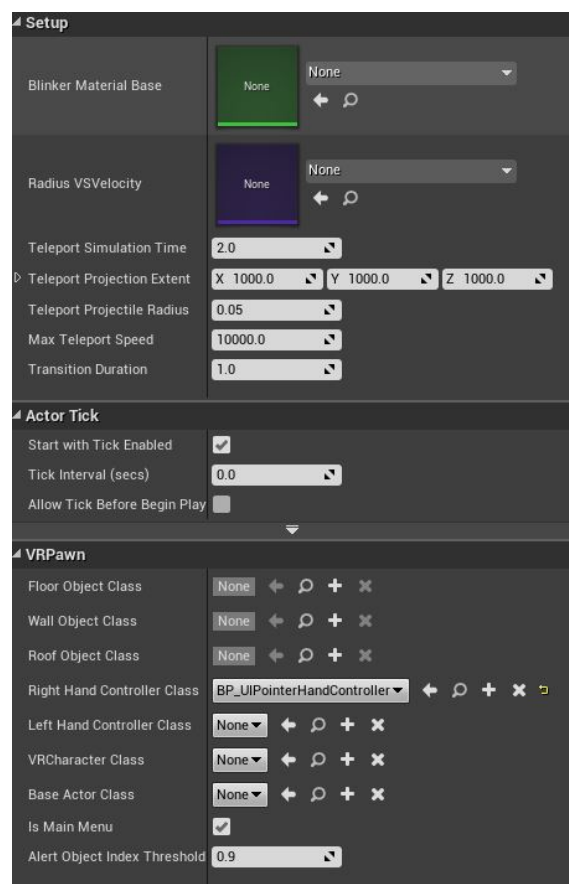 Setup
Blinker Material Base
None
None
Radius VSVelocity
None
None
Teleport Simulation Time 2.0
Teleport Projection Extent X 1000.0 Y 1000.0 Z 1000.0
Teleport Projectile Radius 0.05
Max Teleport Speed 10000.0
Transition Duration 1.0
Actor Tick
Start with Tick Enabled
Tick Interval (secs) 0.0
Allow Tick Before Begin Play
VRPawn
Floor Object Class None
Wall Object Class None
Roof Object Class None
Right Hand Controller Class BP_UIPointerHandController
Left Hand Controller Class None
VRCharacter Class None
Base Actor Class None
Is Main Menu
Alert Object Index Threshold 0.9